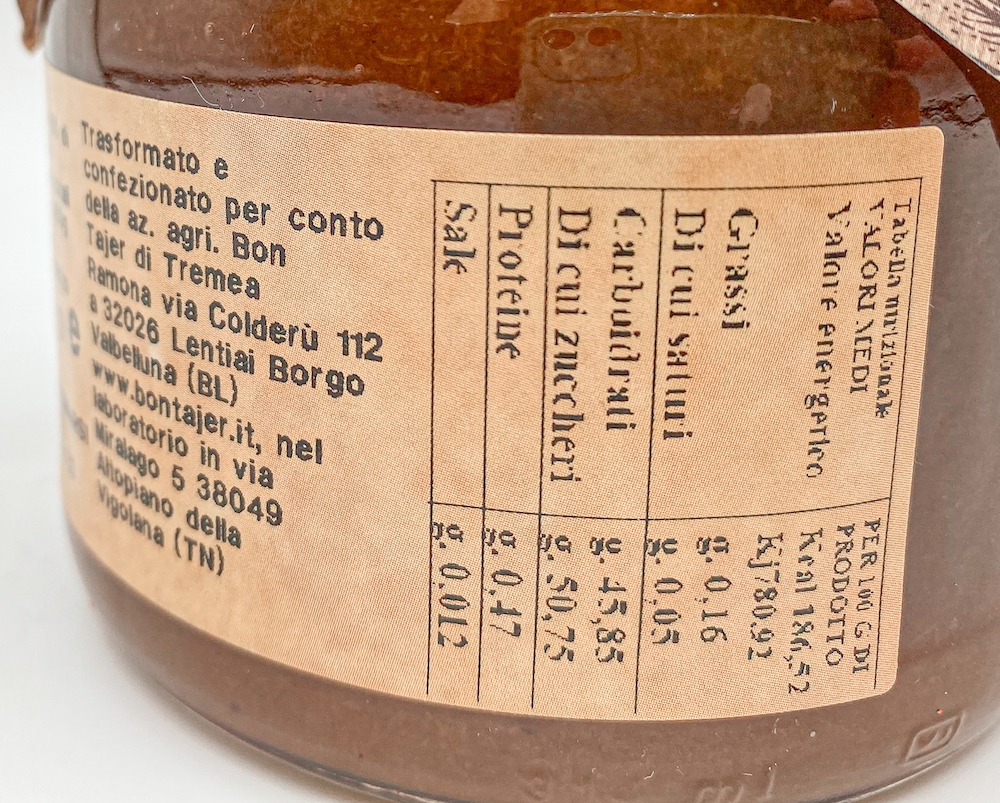 Trasformato e
confezionato per conto
della az. agri. Bon
Tajer di Tremea
Ramona via Colderù 112
a 32026 Lentiai Borgo
Valbelluna (BL)
www.bontajer.it, nel
laboratorio in via
Miralago 5 38049
Altopiano della
Vigolana (TN)
Tabella nutrizionale
VALORI MEDI
PER 100 G DI
PRODOTTO
Valore energetico
Kcal 186,52
Kj780.92
Grassi
g. 0,16
Di cui saturi
g. 0,05
Carboidrati
g. 45,85
Di cui zuccheri
g. 50,75
Proteine
g. 0,47
Sale
g. 0,012